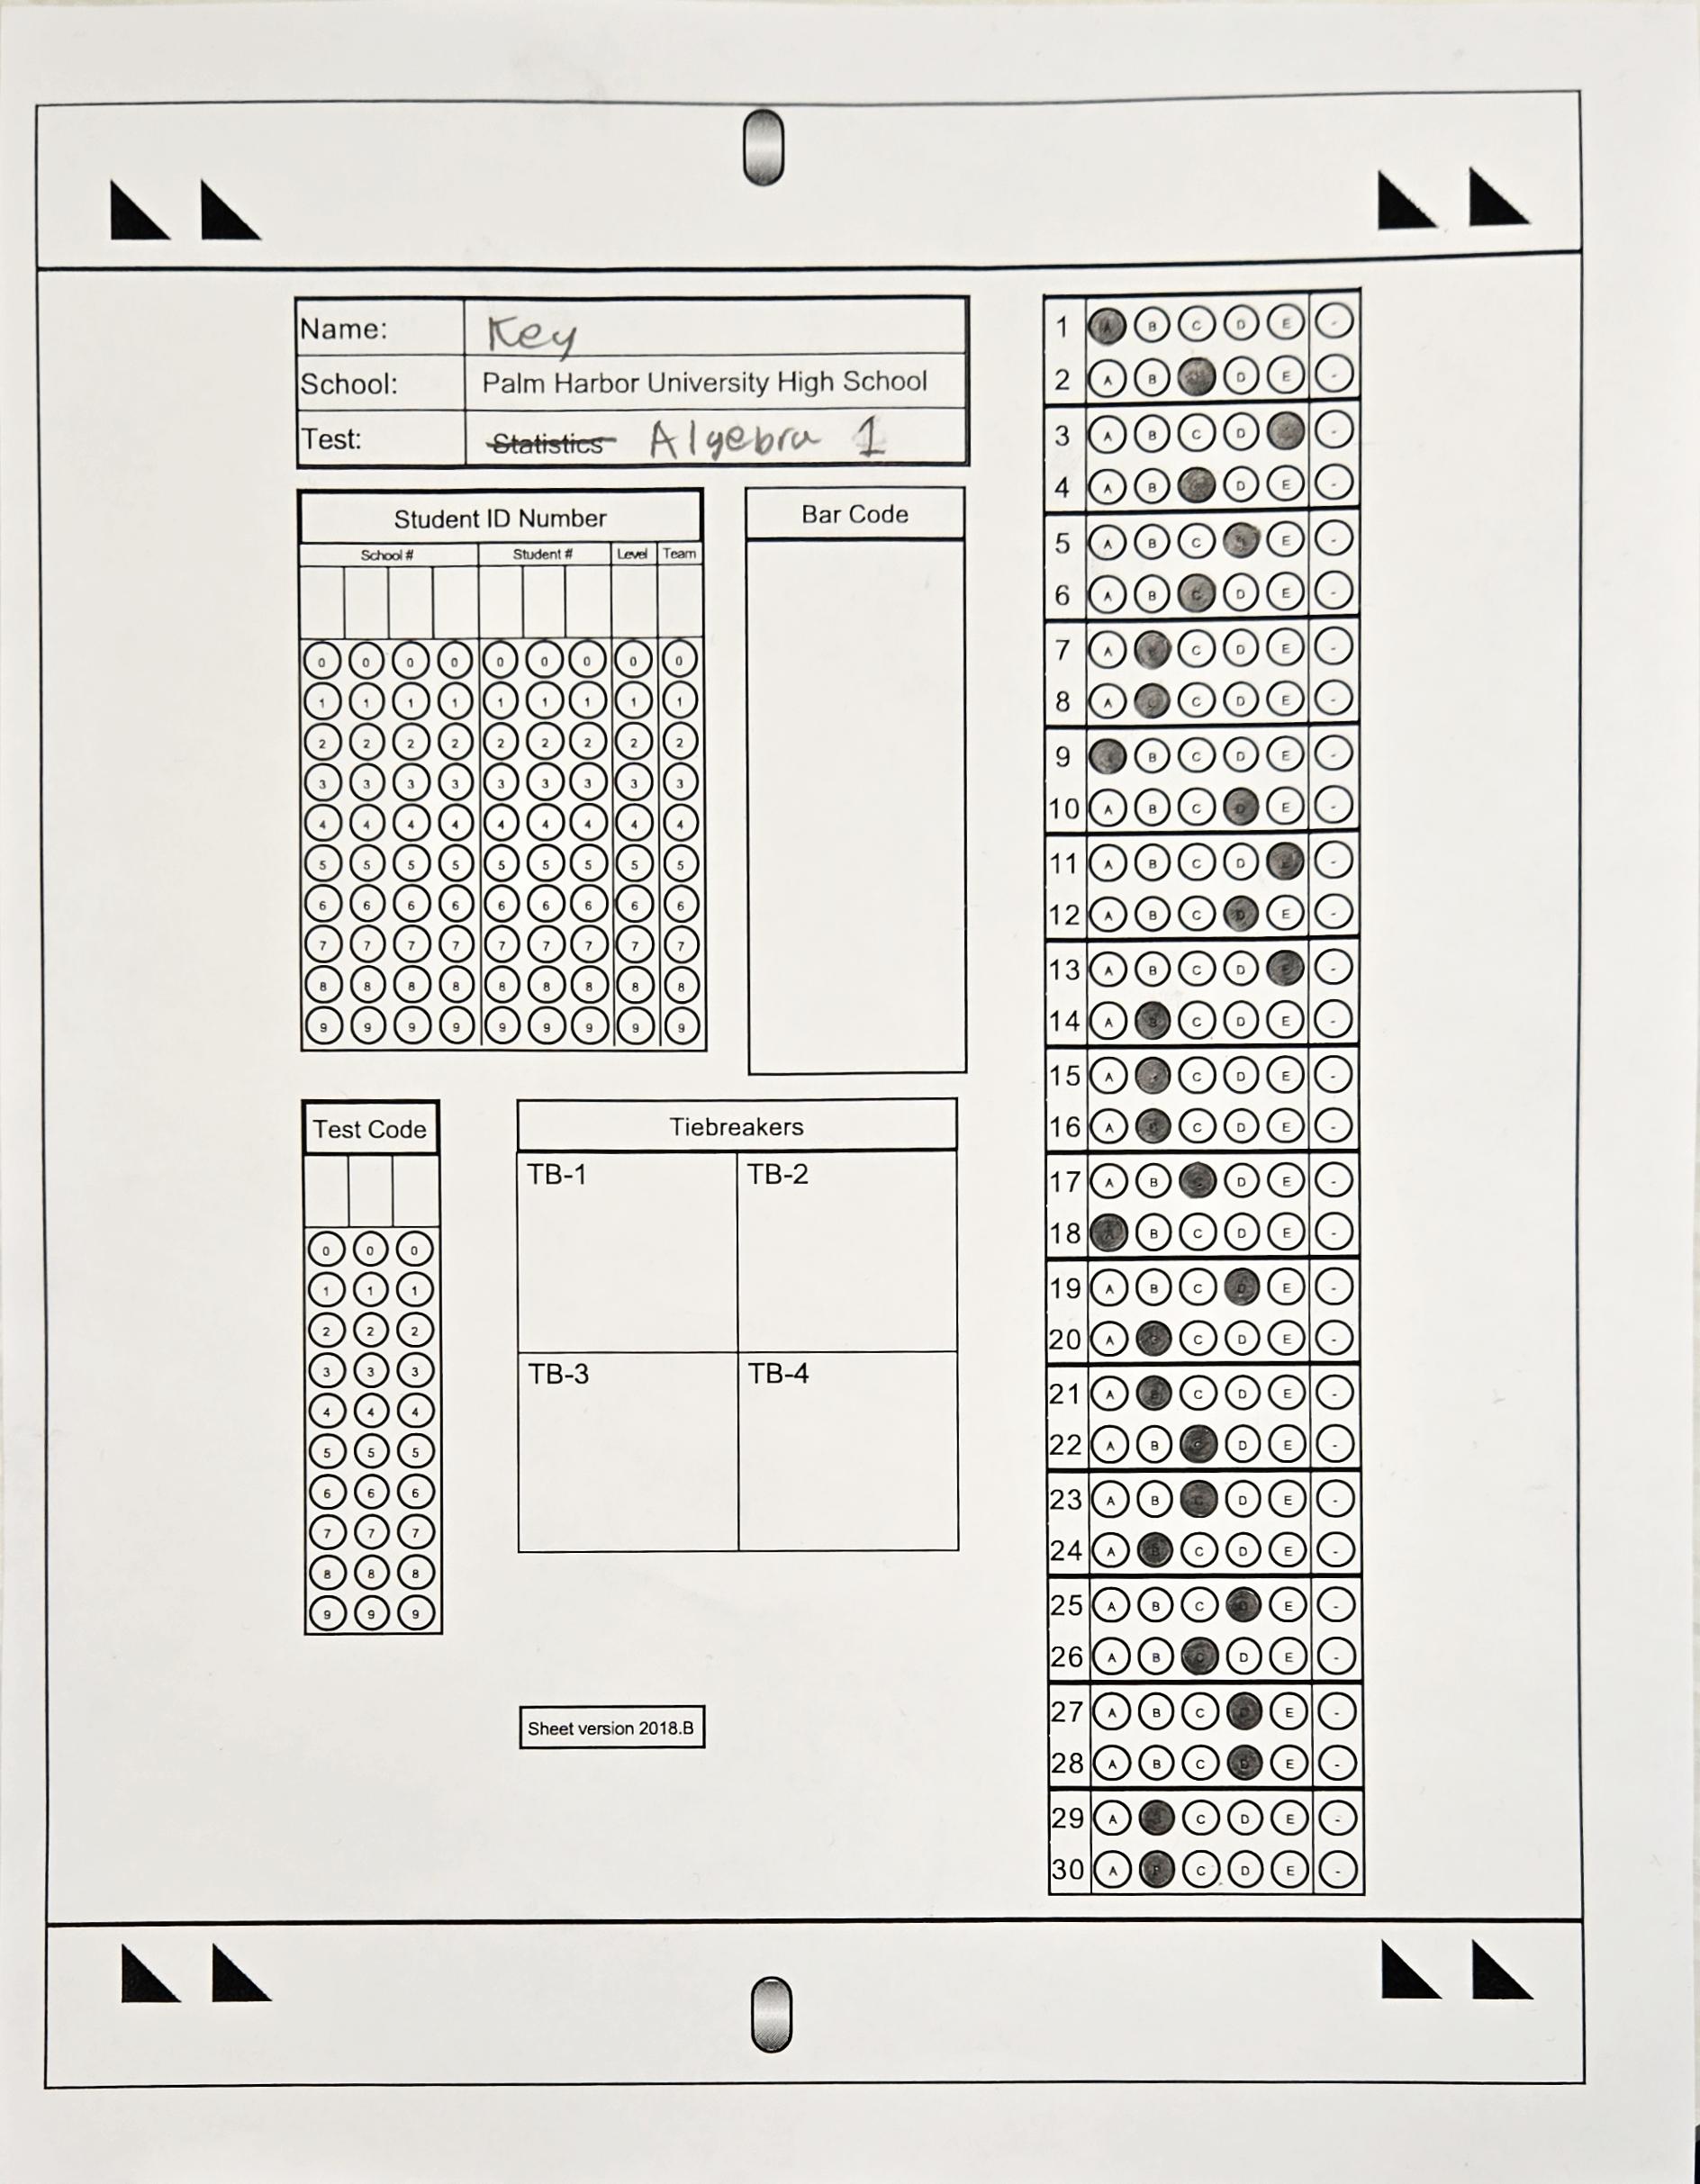 Name: Key
School: Palm Harbor University High School
Test: Statistics Algebra 1
Student ID Number
School # Student # Level Team
0 0 0 0 0 0 0 0 0
1 1 1 1 1 1 1 1 1
2 2 2 2 2 2 2 2 2
3 3 3 3 3 3 3 3 3
4 4 4 4 4 4 4 4 4
5 5 5 5 5 5 5 5 5
6 6 6 6 6 6 6 6 6
7 7 7 7 7 7 7 7 7
8 8 8 8 8 8 8 8 8
9 9 9 9 9 9 9 9 9
Bar Code
Test Code
0 0 0
1 1 1
2 2 2
3 3 3
4 4 4
5 5 5
6 6 6
7 7 7
8 8 8
9 9 9
Tiebreakers
TB-1 TB-2
TB-3 TB-4
Sheet version 2018.B
1 A B C D E -
2 A B D E -
3 A B C D -
4 A B D E -
5 A B C E -
6 A B C D E -
7 A C D E -
8 A C D E -
9 B C D E -
10 A B C D E -
11 A B C D E -
12 A B C D E -
13 A B C D E -
14 A B C D E -
15 A C D E -
16 A B C D E -
17 A B C D E -
18 A B C D E -
19 A B C D E -
20 A B C D E -
21 A B C D E -
22 A B C D E -
23 A B C D E -
24 A B C D E -
25 A B C D E -
26 A B C D E -
27 A B C D E -
28 A B C D E -
29 A B C D E -
30 A B C D E -